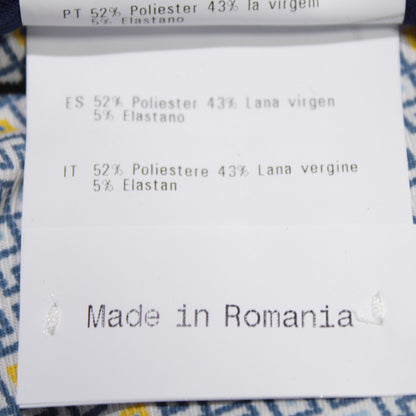 PT 52% Poliester 43% la virgem
5% Elastano
ES 52% Poliester 43% Lana virgen
5% Elastano
IT 52% Poliestere 43% Lana vergine
5% Elastan
Made in Romania